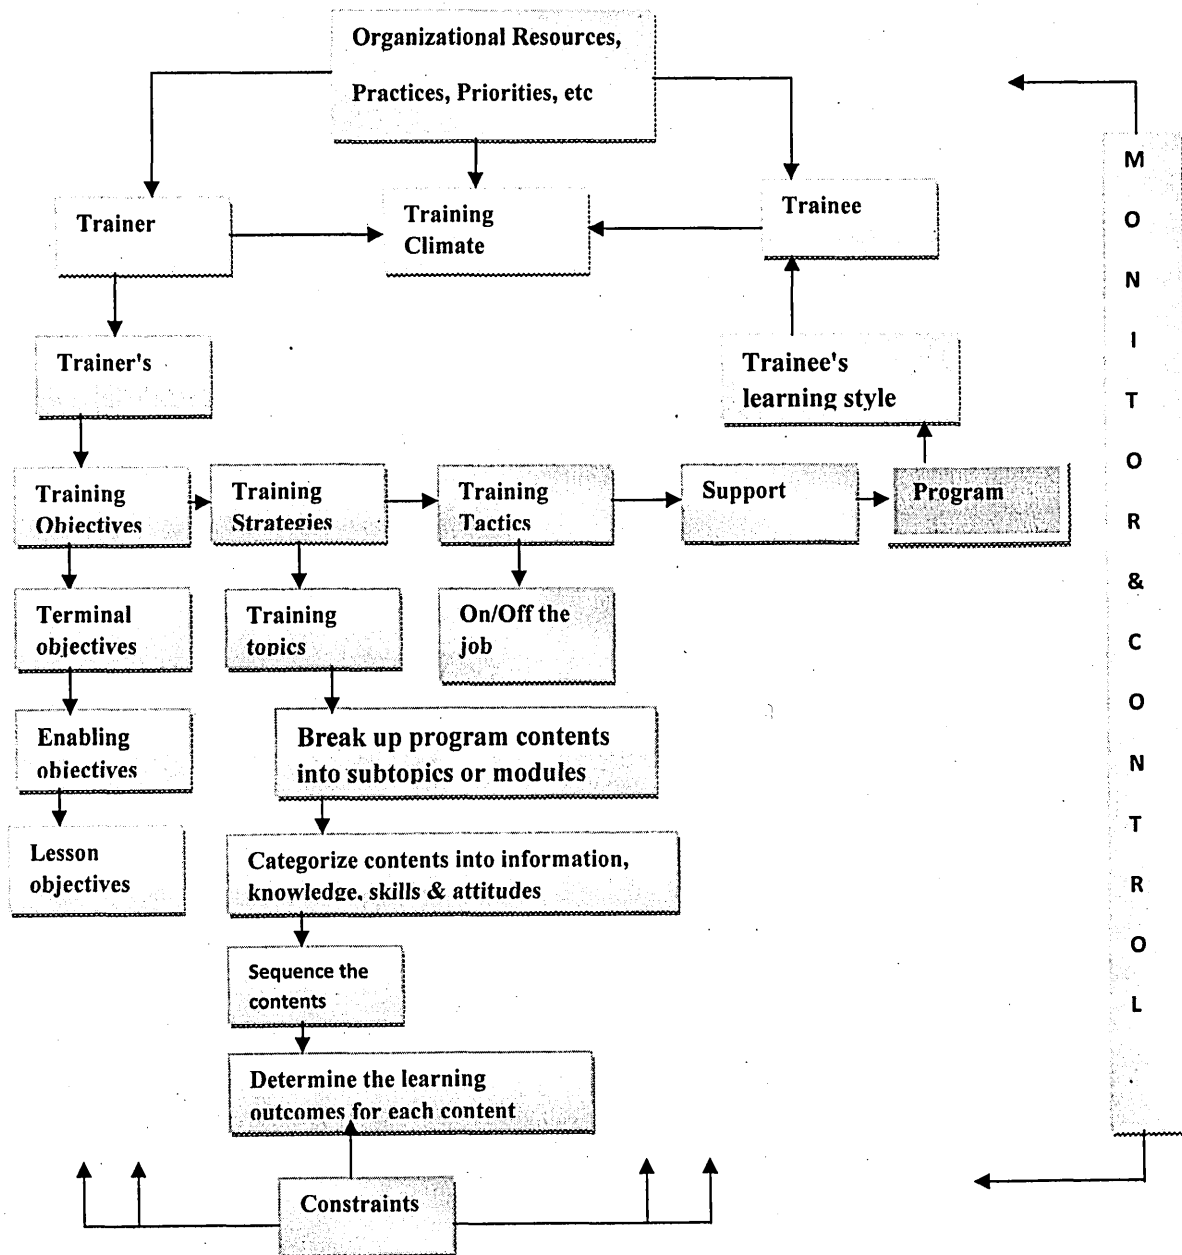 Organizational Resources,
Practices, Priorities, etc
Trainer
Training
Climate
Trainee
Trainer's
Trainee's
learning style
Training
Objectives
Training
Strategies
Training
Tactics
Support
Program
Terminal
objectives
Training
topics
On/Off the
job
Enabling
objectives
Break up program contents
into subtopics or modules
Lesson
objectives
Categorize contents into information,
knowledge, skills & attitudes
Sequence the
contents
Determine the learning
outcomes for each content
Constraints
M
O
N
I
T
O
R
&
C
O
N
T
R
O
L